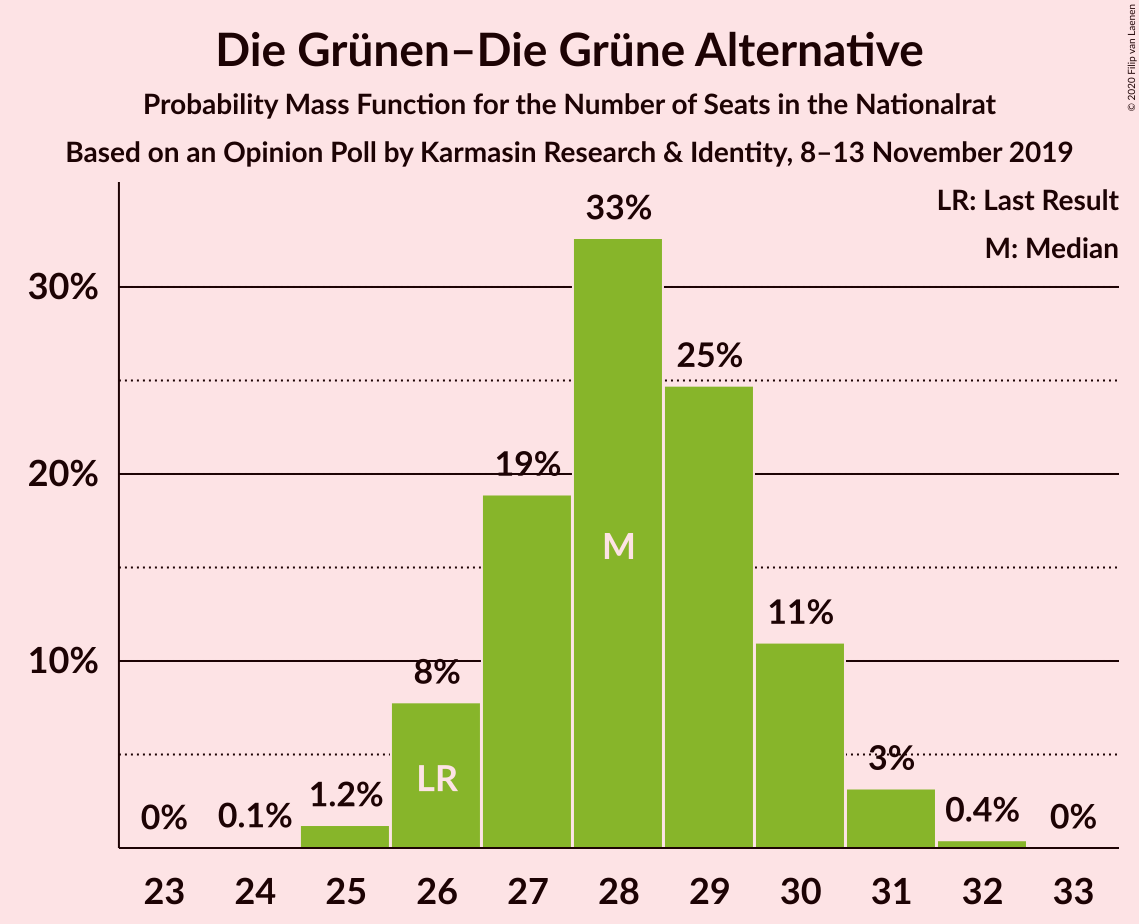 Die Grünen–Die Grüne Alternative
Probability Mass Function for the Number of Seats in the Nationalrat
Based on an Opinion Poll by Karmasin Research & Identity, 8–13 November 2019
© 2020 Filip van Laenen
LR: Last Result
M: Median
33%
30%
25%
20%
19%
M
11%
10%
8%
3%
LR
1.2%
0%
0.1%
0.4%
0%
23 24 25 26 27 28 29 30 31 32 33